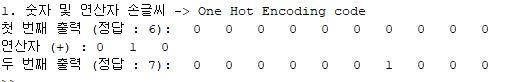 1. 숫자 및 연산자 손글씨 -> One Hot Encoding code
첫 번째 출력 (정답 : 6): 0 0 0 0 0 0 0 0 0 0
연산자 (+) : 0 1 0
두 번째 출력 (정답 : 7): 0 0 0 0 0 0 1 0 0 0